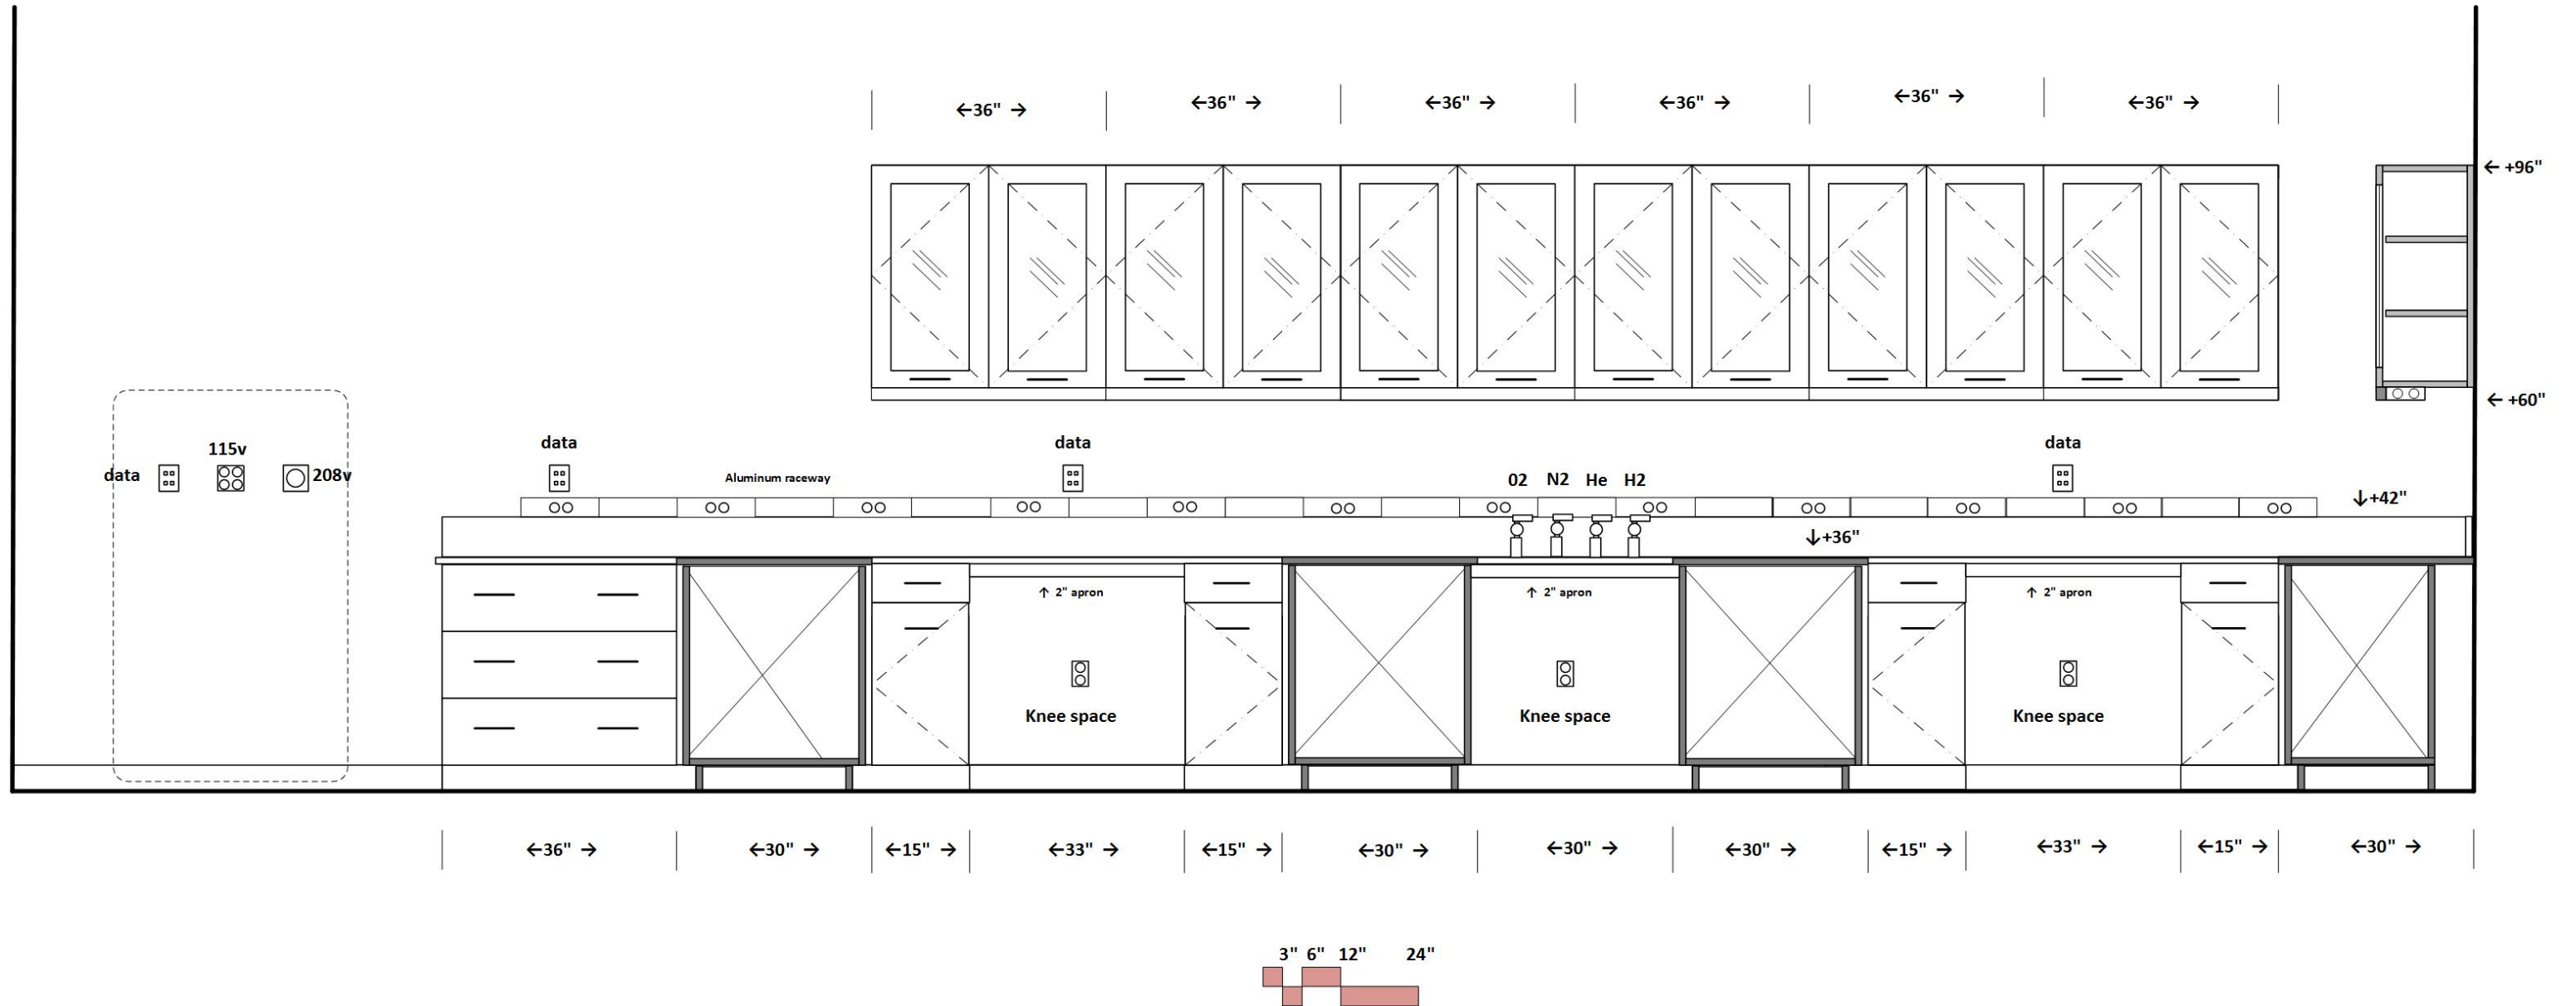 ←36" → ←36" → ←36" → ←36" → ←36" → ←36" →
← +96"
← +60"
data 115v 208v
data
data
data
Aluminum raceway
02 N2 He H2
↓+42"
↓+36"
↑ 2" apron
↑ 2" apron
↑ 2" apron
Knee space
Knee space
Knee space
←36" → ←30" → ←15" → ←33" → ←15" → ←30" → ←30" → ←30" → ←15" → ←33" → ←15" → ←30" →
3" 6" 12" 24"